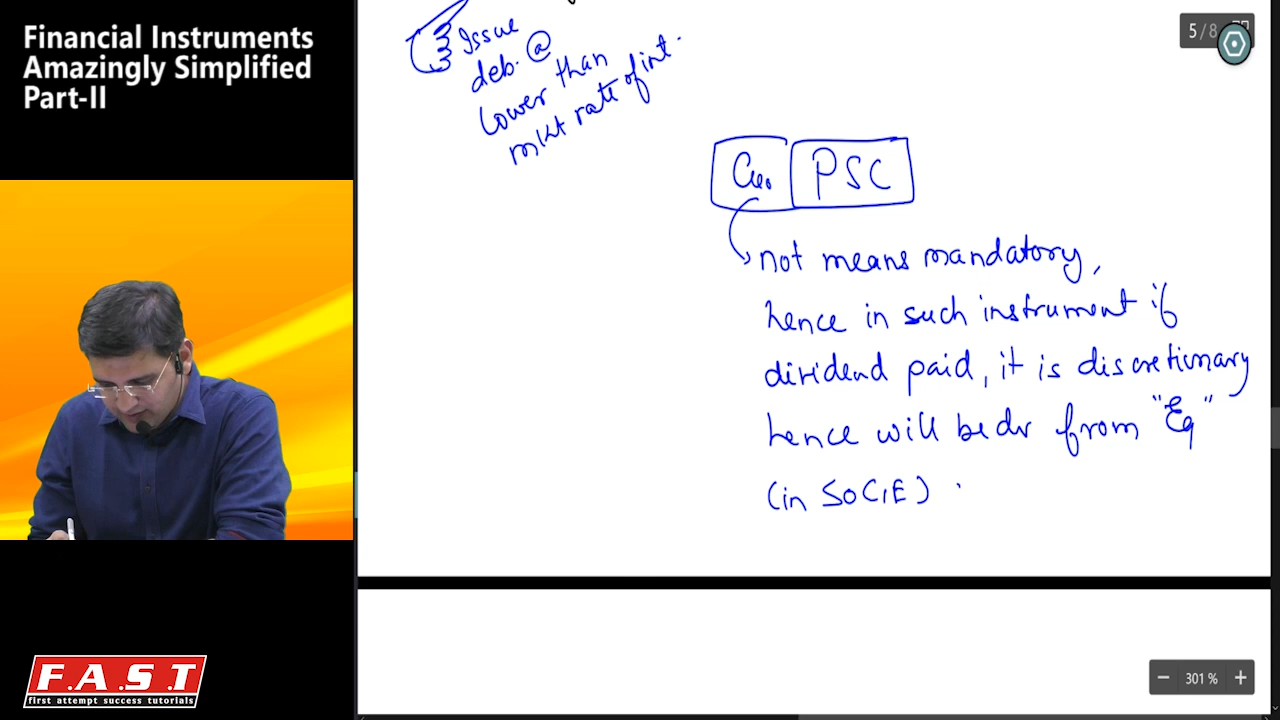 Financial Instruments
Amazingly Simplified
Part-II
Issue
deb. @
lower than
mkt rate of int.
5 / 8
Cu. PSC
not means mandatory,
hence in such instrument if
dividend paid, it is discretionary
hence will be dr from "Eq"
(in SOCIE)
F.A.S.T
first attempt success tutorials
− 301 % +